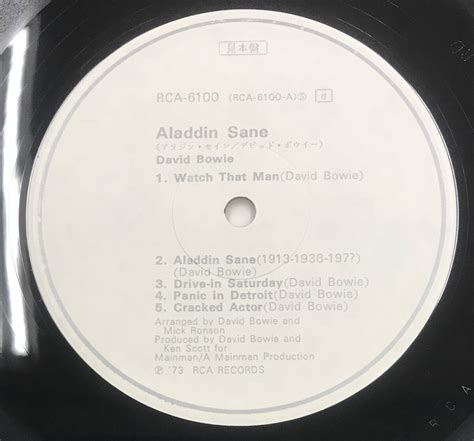 見本盤
RCA-6100 (RCA-6100-A)Ⓢ d
Aladdin Sane
(アラジン・セイン/デビッド・ボウイー)
David Bowie
1. Watch That Man(David Bowie)
2. Aladdin Sane(1913-1938-197?)
(David Bowie)
3. Drive-in Saturday(David Bowie)
4. Panic in Detroit(David Bowie)
5. Cracked Actor(David Bowie)
Arranged by David Bowie and
Mick Ronson
Produced by David Bowie and
Ken Scott for
Mainman/A Mainman Production
Ⓟ '73 RCA RECORDS
RCA